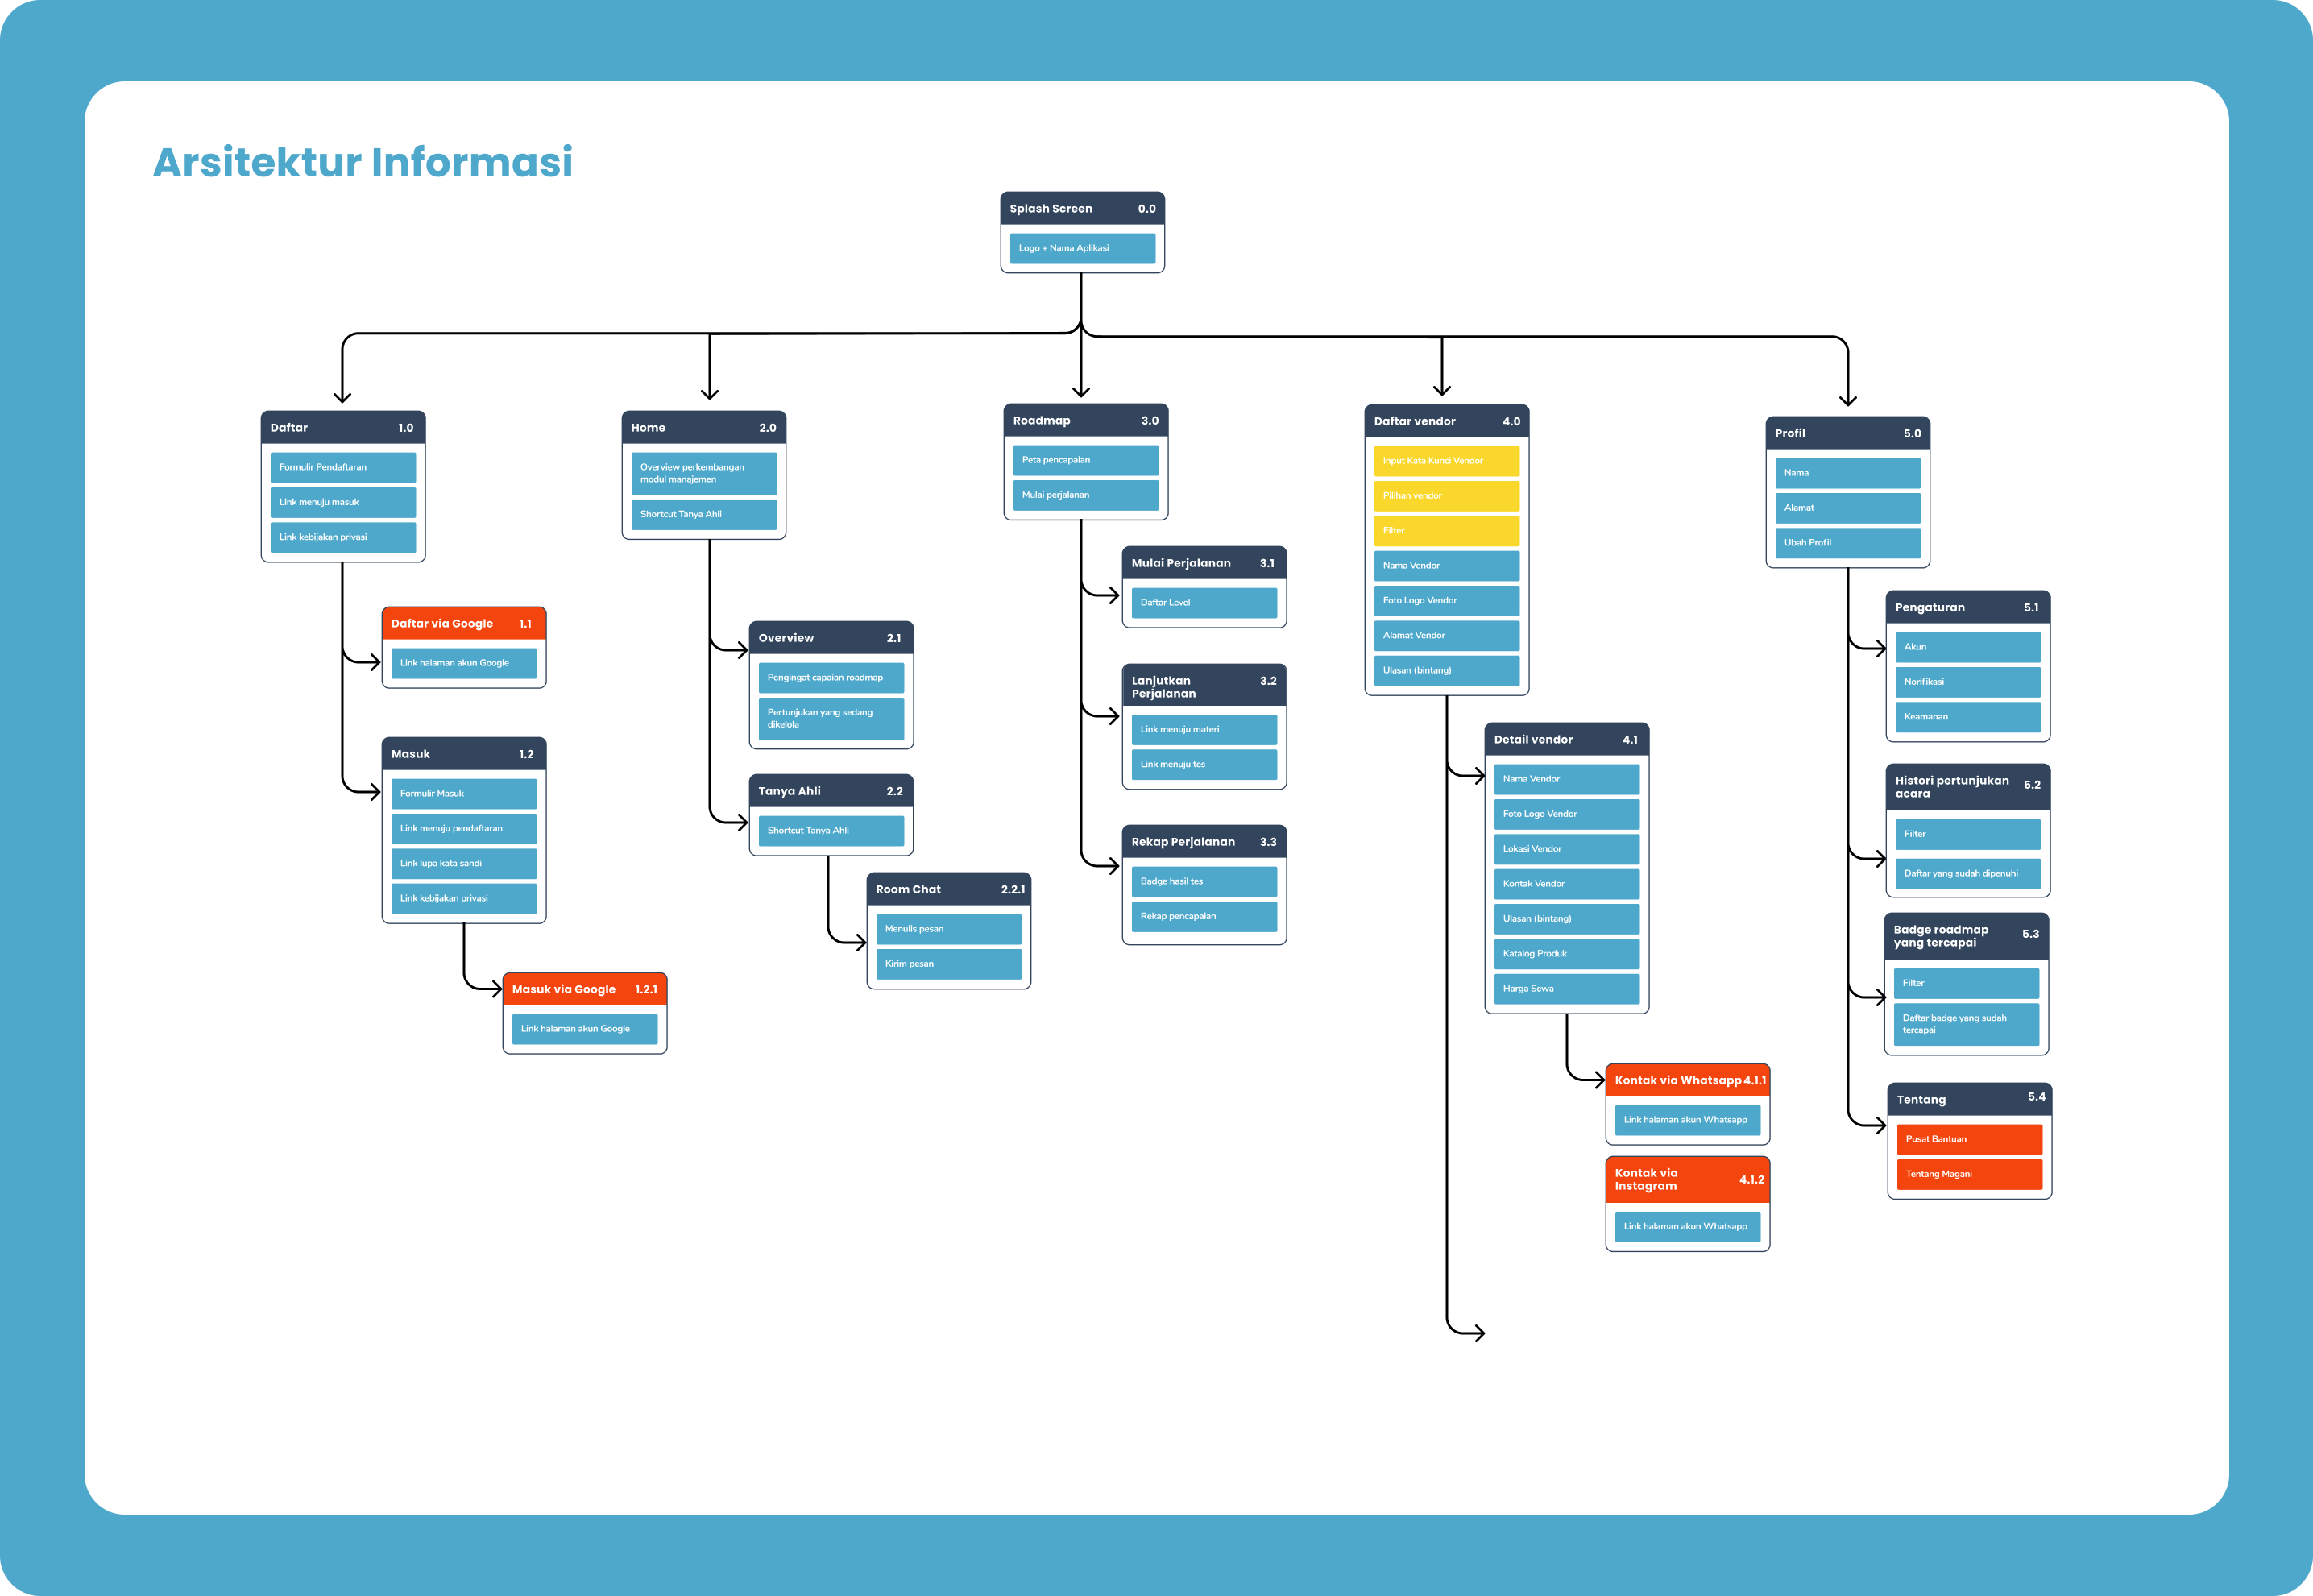 Arsitektur Informasi
Splash Screen 0.0
Logo + Nama Aplikasi
Daftar 1.0
Formulir Pendaftaran
Link menuju masuk
Link kebijakan privasi
Daftar via Google 1.1
Link halaman akun Google
Masuk 1.2
Formulir Masuk
Link menuju pendaftaran
Link lupa kata sandi
Link kebijakan privasi
Masuk via Google 1.2.1
Link halaman akun Google
Home 2.0
Overview perkembangan
modul manajemen
Shortcut Tanya Ahli
Overview 2.1
Pengingat capaian roadmap
Pertunjukan yang sedang
dikelola
Tanya Ahli 2.2
Shortcut Tanya Ahli
Room Chat 2.2.1
Menulis pesan
Kirim pesan
Roadmap 3.0
Peta pencapaian
Mulai perjalanan
Mulai Perjalanan 3.1
Daftar Level
Lanjutkan 3.2
Perjalanan
Link menuju materi
Link menuju tes
Rekap Perjalanan 3.3
Badge hasil tes
Rekap pencapaian
Daftar vendor 4.0
Input Kata Kunci Vendor
Pilihan vendor
Filter
Nama Vendor
Foto Logo Vendor
Alamat Vendor
Ulasan (bintang)
Detail vendor 4.1
Nama Vendor
Foto Logo Vendor
Lokasi Vendor
Kontak Vendor
Ulasan (bintang)
Katalog Produk
Harga Sewa
Kontak via Whatsapp 4.1.1
Link halaman akun Whatsapp
Kontak via
Instagram 4.1.2
Link halaman akun Whatsapp
Profil 5.0
Nama
Alamat
Ubah Profil
Pengaturan 5.1
Akun
Norifikasi
Keamanan
Histori pertunjukan 5.2
acara
Filter
Daftar yang sudah dipenuhi
Badge roadmap 5.3
yang tercapai
Filter
Daftar badge yang sudah
tercapai
Tentang 5.4
Pusat Bantuan
Tentang Magani